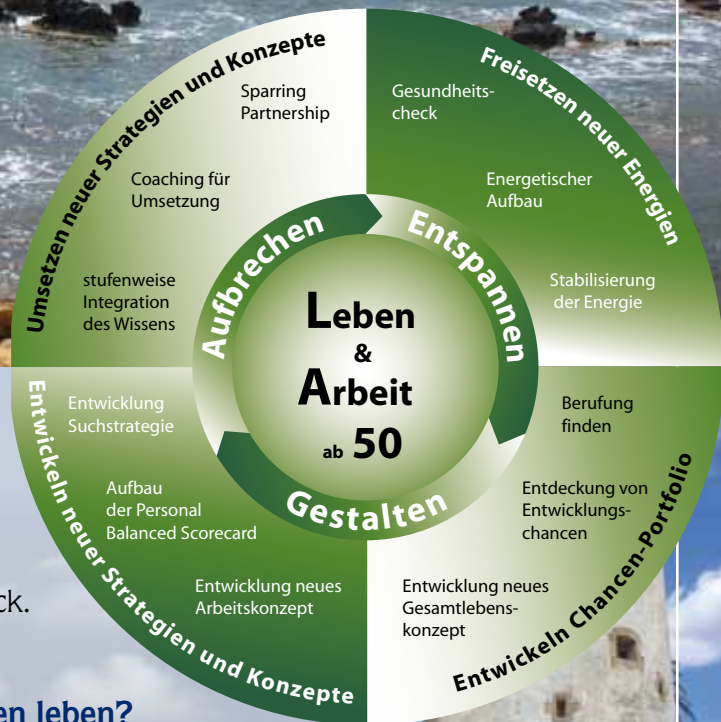 Umsetzen neuer Strategien und Konzepte
Sparring
Partnership
Coaching für
Umsetzung
stufenweise
Integration
des Wissens
Freisetzen neuer Energien
Gesundheits-
check
Energetischer
Aufbau
Stabilisierung
der Energie
Aufbrechen
Entspannen
Gestalten
Leben
&
Arbeit
ab 50
Entwickeln Chancen-Portfolio
Berufung
finden
Entdeckung von
Entwicklungs-
chancen
Entwicklung neues
Gesamtlebens-
konzept
Entwickeln neuer Strategien und Konzepte
Entwicklung
Suchstrategie
Aufbau
der Personal
Balanced Scorecard
Entwicklung neues
Arbeitskonzept
ck.
en leben?